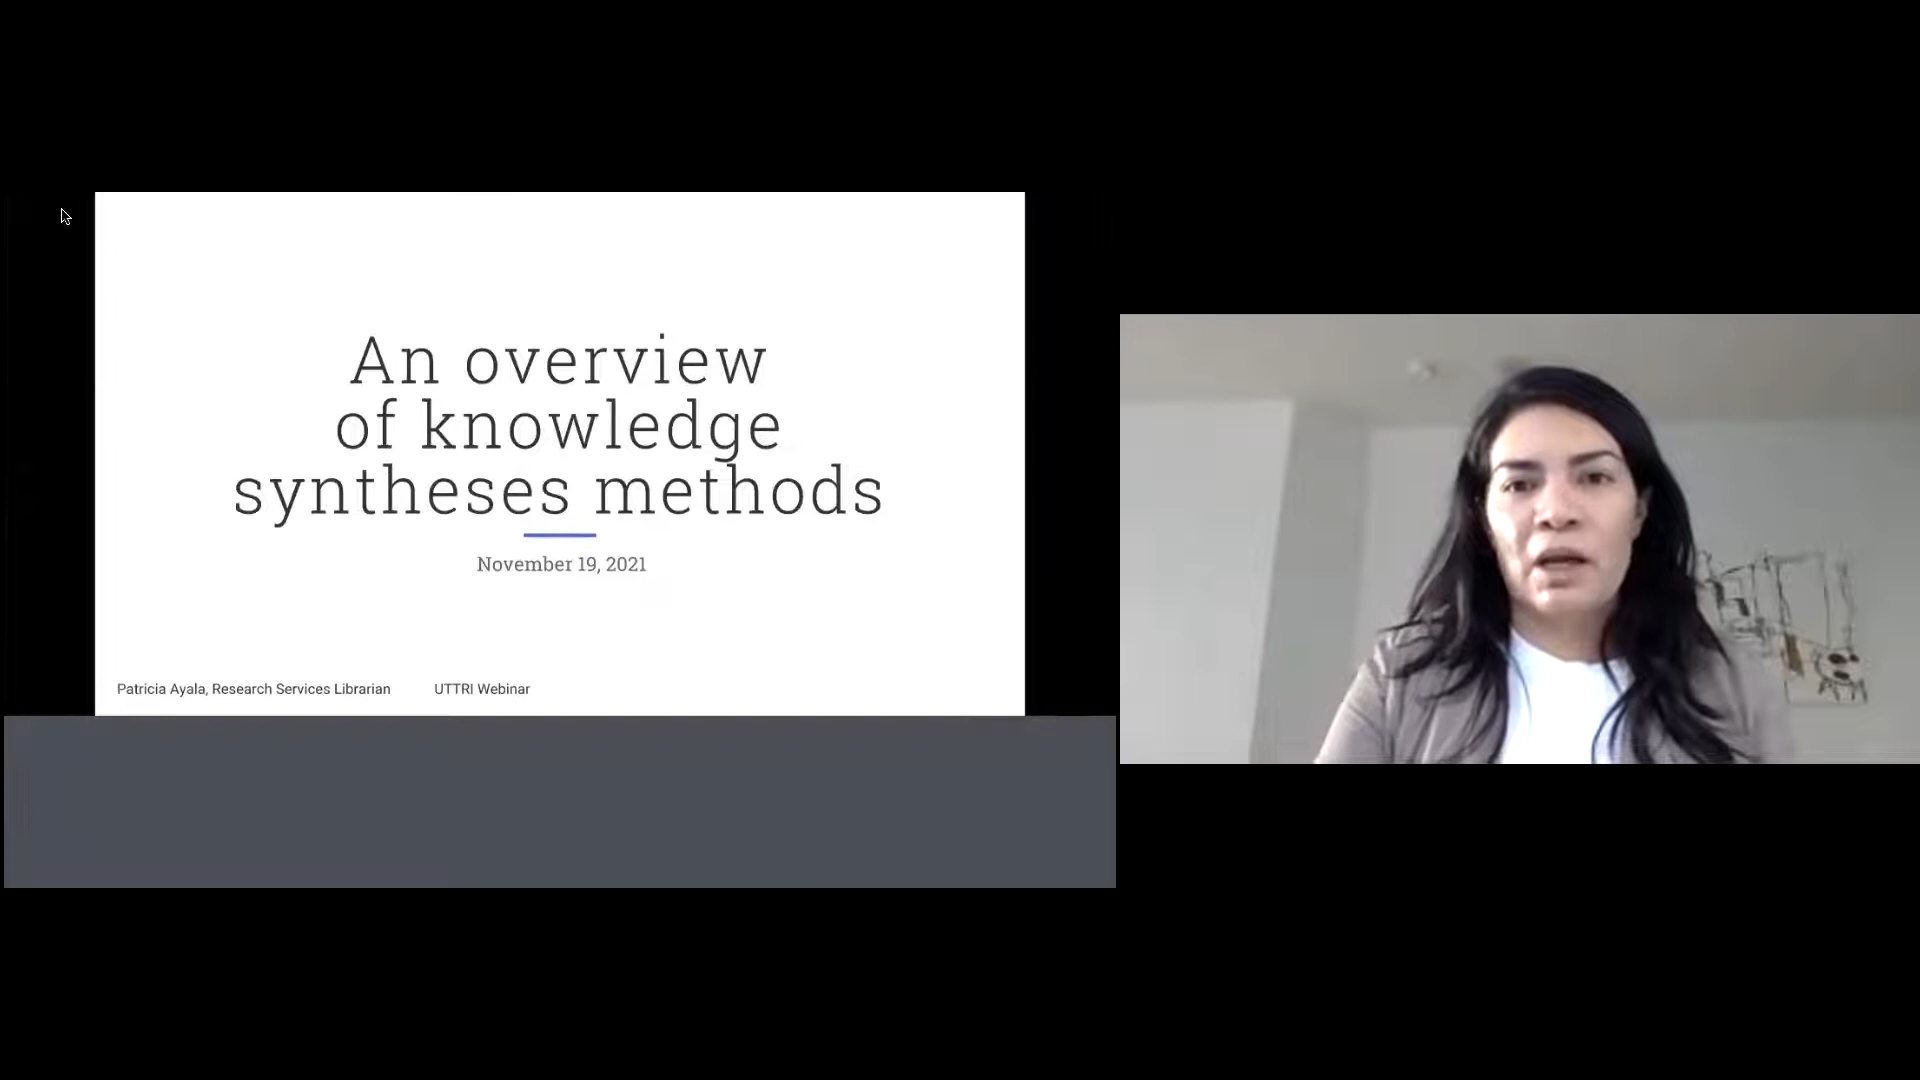 An overview
of knowledge
syntheses methods
November 19, 2021
Patricia Ayala, Research Services Librarian
UTTRI Webinar